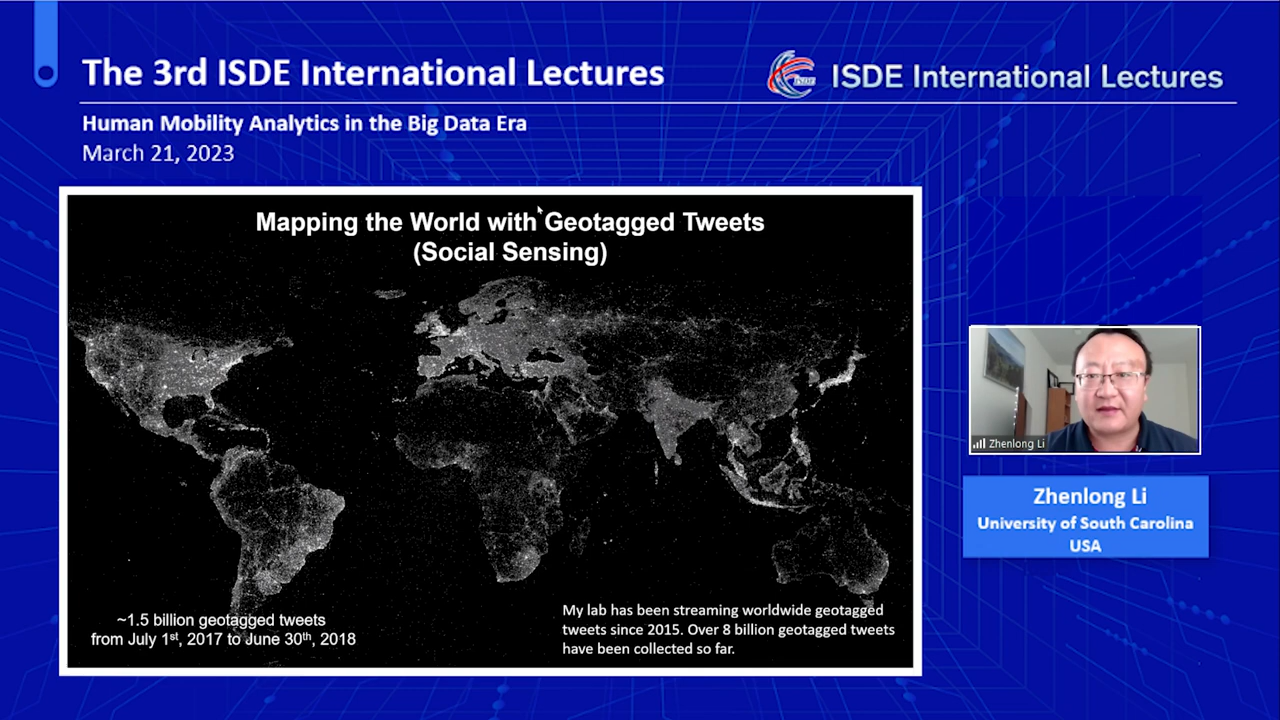 The 3rd ISDE International Lectures
ISDE
ISDE International Lectures
Human Mobility Analytics in the Big Data Era
March 21, 2023
Mapping the World with Geotagged Tweets
(Social Sensing)
~1.5 billion geotagged tweets
from July 1st, 2017 to June 30th, 2018
My lab has been streaming worldwide geotagged
tweets since 2015. Over 8 billion geotagged tweets
have been collected so far.
Zhenlong Li
Zhenlong Li
University of South Carolina
USA